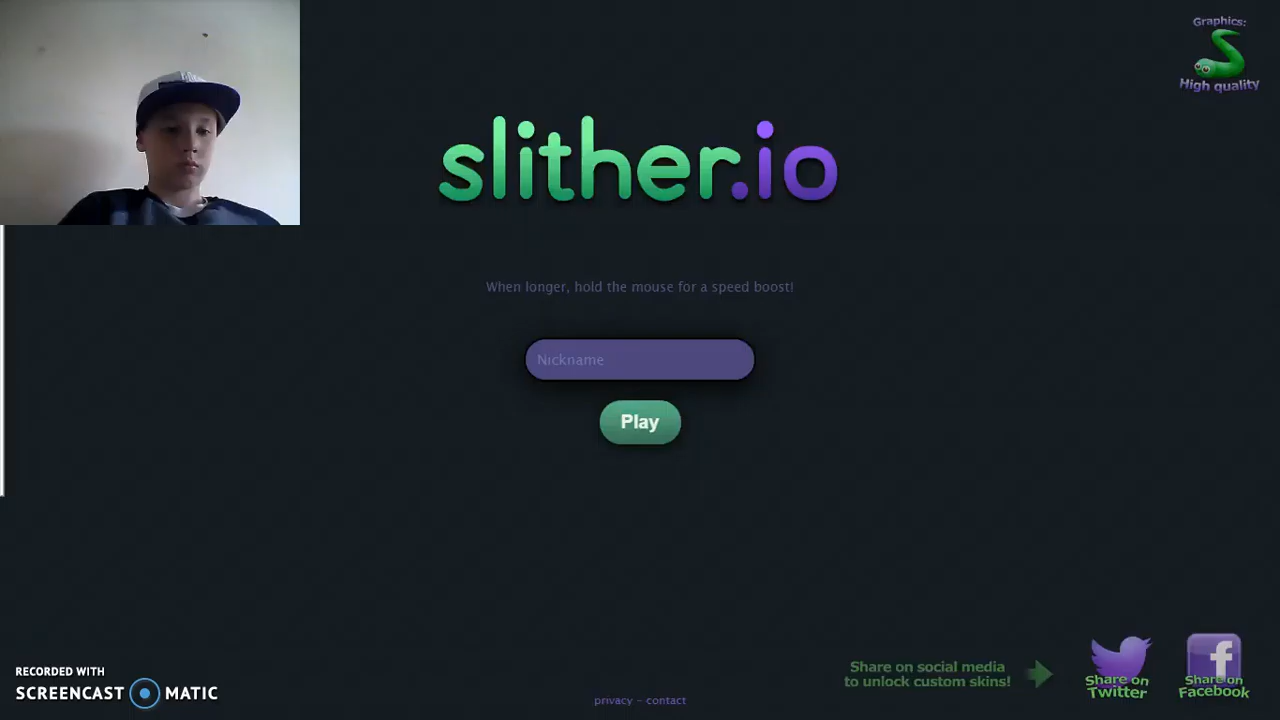 Graphics:
High quality
slither.io
When longer, hold the mouse for a speed boost!
Nickname
Play
RECORDED WITH
SCREENCAST MATIC
Share on social media
to unlock custom skins!
Share on
Twitter
Share on
Facebook
privacy - contact